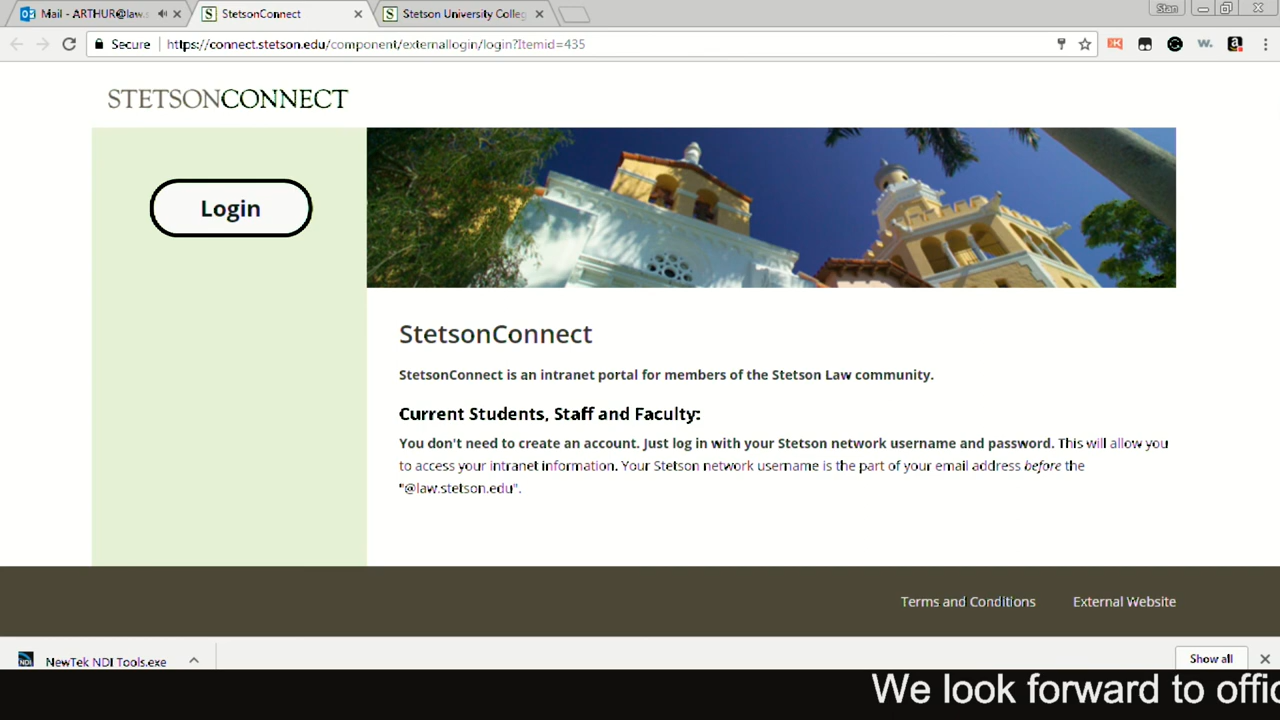 Mail - ARTHUR@law.s
StetsonConnect
Stetson University Colleg
Stan
Secure
https://connect.stetson.edu/component/externallogin/login?Itemid=435
STETSONCONNECT
Login
StetsonConnect
StetsonConnect is an intranet portal for members of the Stetson Law community.
Current Students, Staff and Faculty:
You don't need to create an account. Just log in with your Stetson network username and password. This will allow you
to access your intranet information. Your Stetson network username is the part of your email address before the
"@law.stetson.edu".
Terms and Conditions
External Website
NDI
NewTek NDI Tools.exe
Show all
We look forward to offic